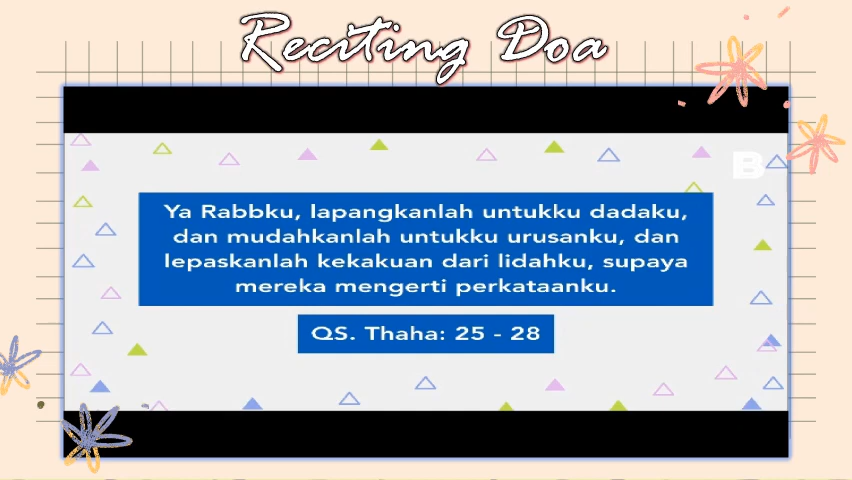 Reciting Doa
B
Ya Rabbku, lapangkanlah untukku dadaku,
dan mudahkanlah untukku urusanku, dan
lepaskanlah kekakuan dari lidahku, supaya
mereka mengerti perkataanku.
QS. Thaha: 25 - 28